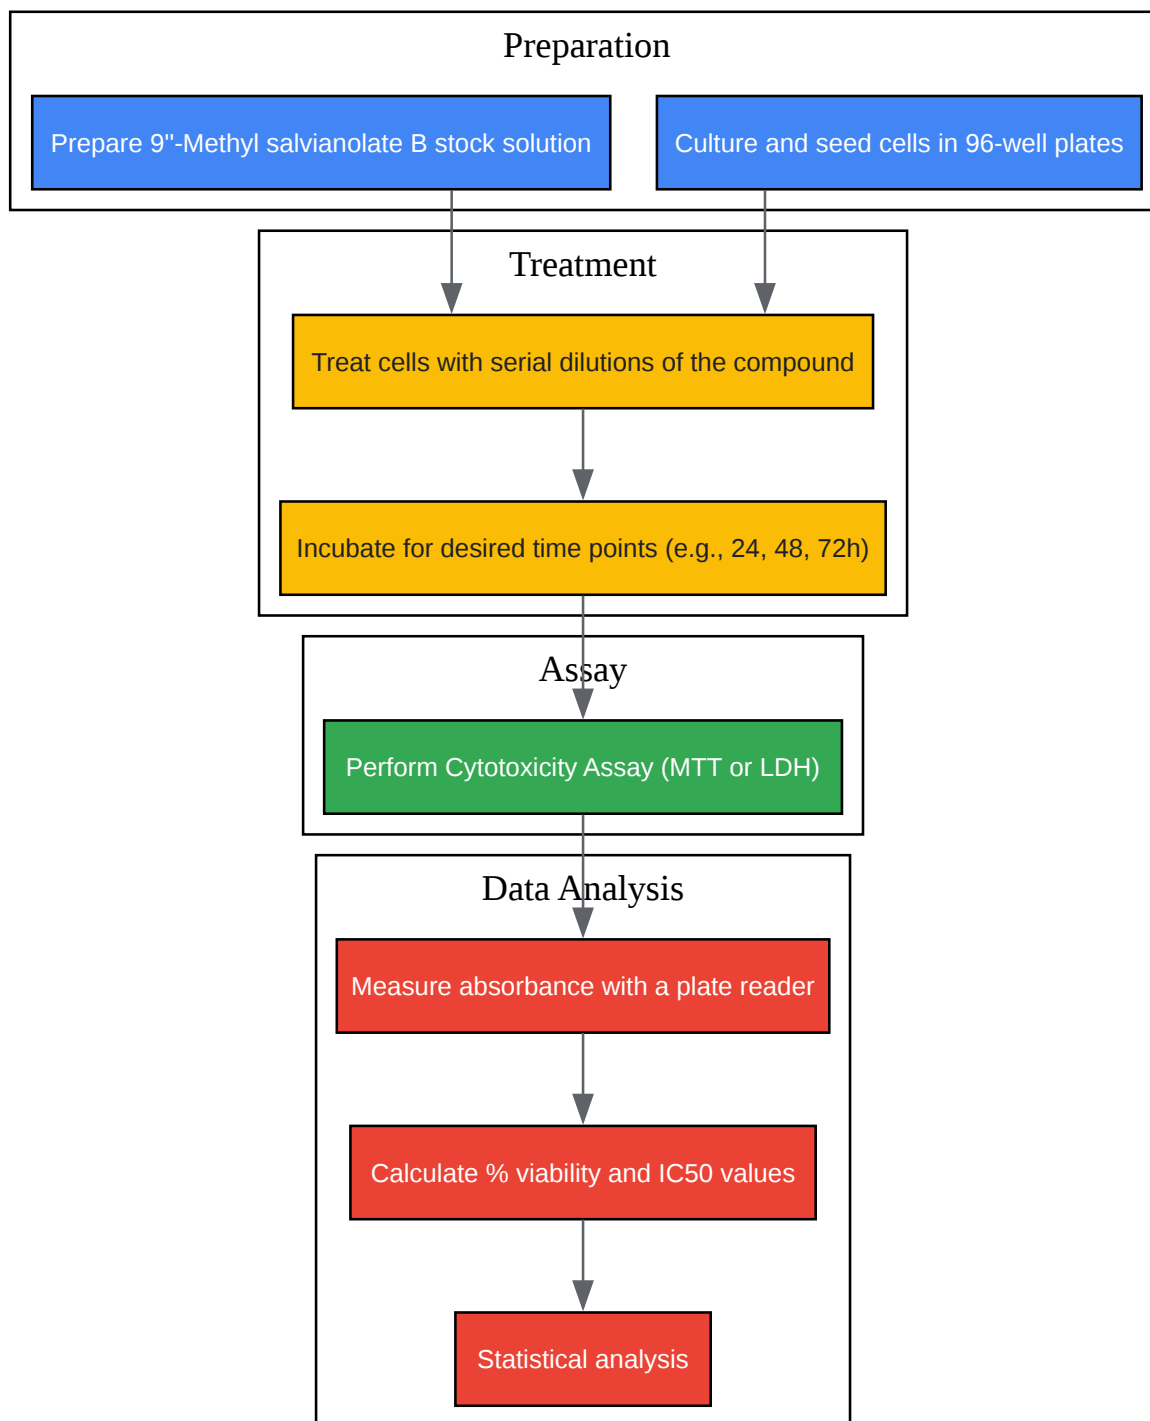 Preparation
Prepare 9''-Methyl salvianolate B stock solution
Culture and seed cells in 96-well plates
Treatment
Treat cells with serial dilutions of the compound
Incubate for desired time points (e.g., 24, 48, 72h)
Assay
Perform Cytotoxicity Assay (MTT or LDH)
Data Analysis
Measure absorbance with a plate reader
Calculate % viability and IC50 values
Statistical analysis